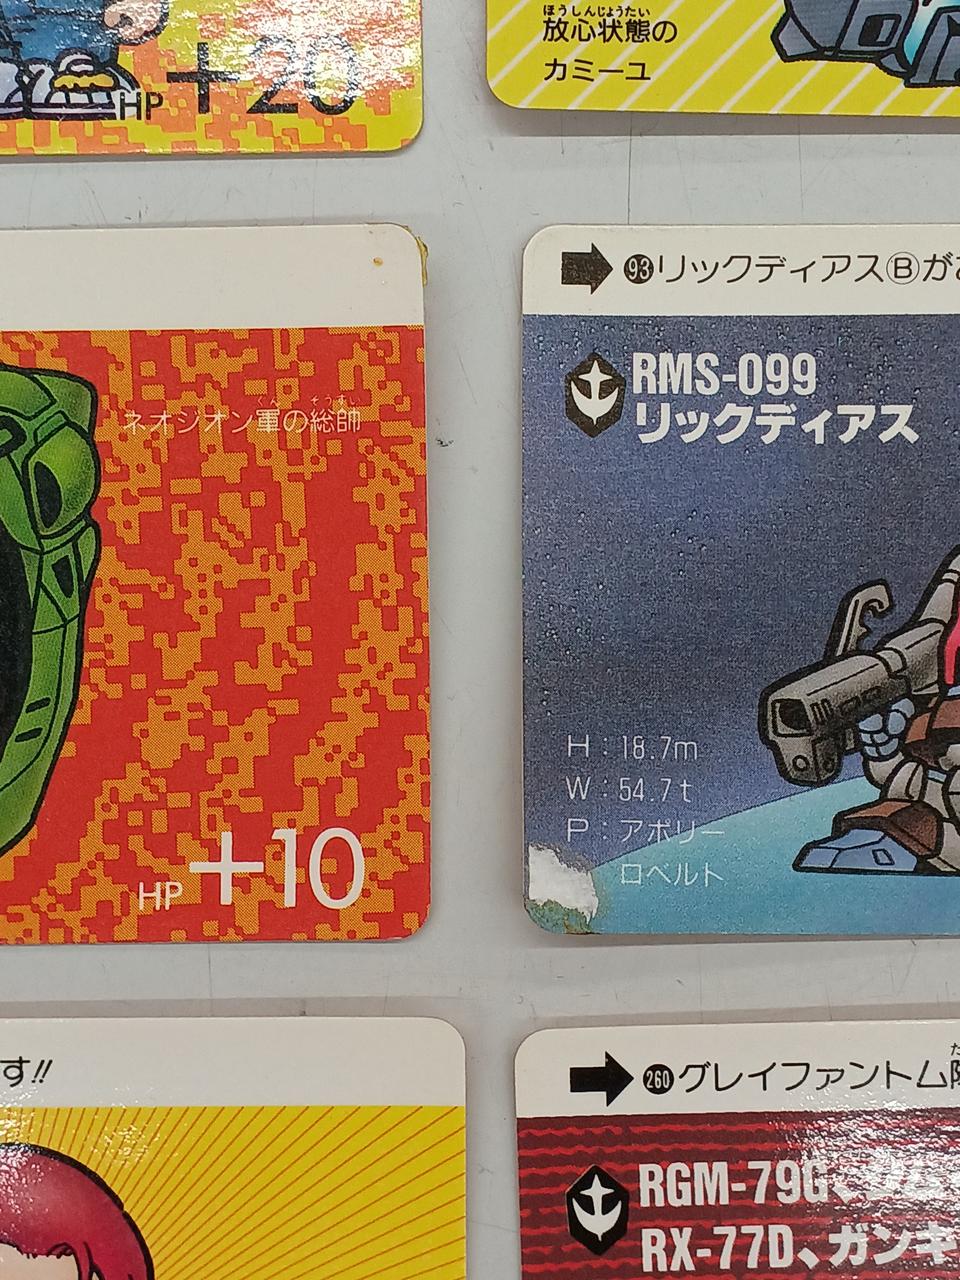 HP +20
ほうしんじょうたい
放心状態の
カミーユ
ネオジオン軍の総帥
ぐん そうすい
HP +10
93 リックディアスⒷが
RMS-099
リックディアス
H：18.7m
W：54.7t
P：アポリー
ロベルト
す!!
260 グレイファントム
RGM-79G、ジム
RX-77D、ガンキ